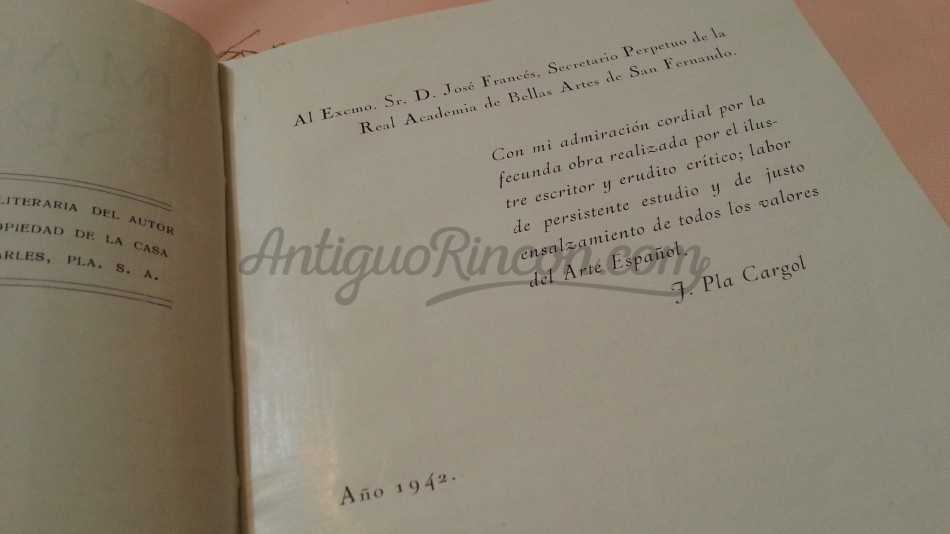 LITERARIA DEL AUTOR
OPIEDAD DE LA CASA
ARLES, PLA. S. A.
Al Excmo. Sr. D. José Francés, Secretario Perpetuo de la
Real Academia de Bellas Artes de San Fernando.
Con mi admiración cordial por la
fecunda obra realizada por el ilus-
tre escritor y erudito crítico; labor
de persistente estudio y de justo
ensalzamiento de todos los valores
del Arte Español.
J. Pla Cargol
Año 1942.
AntiguoRincon.com